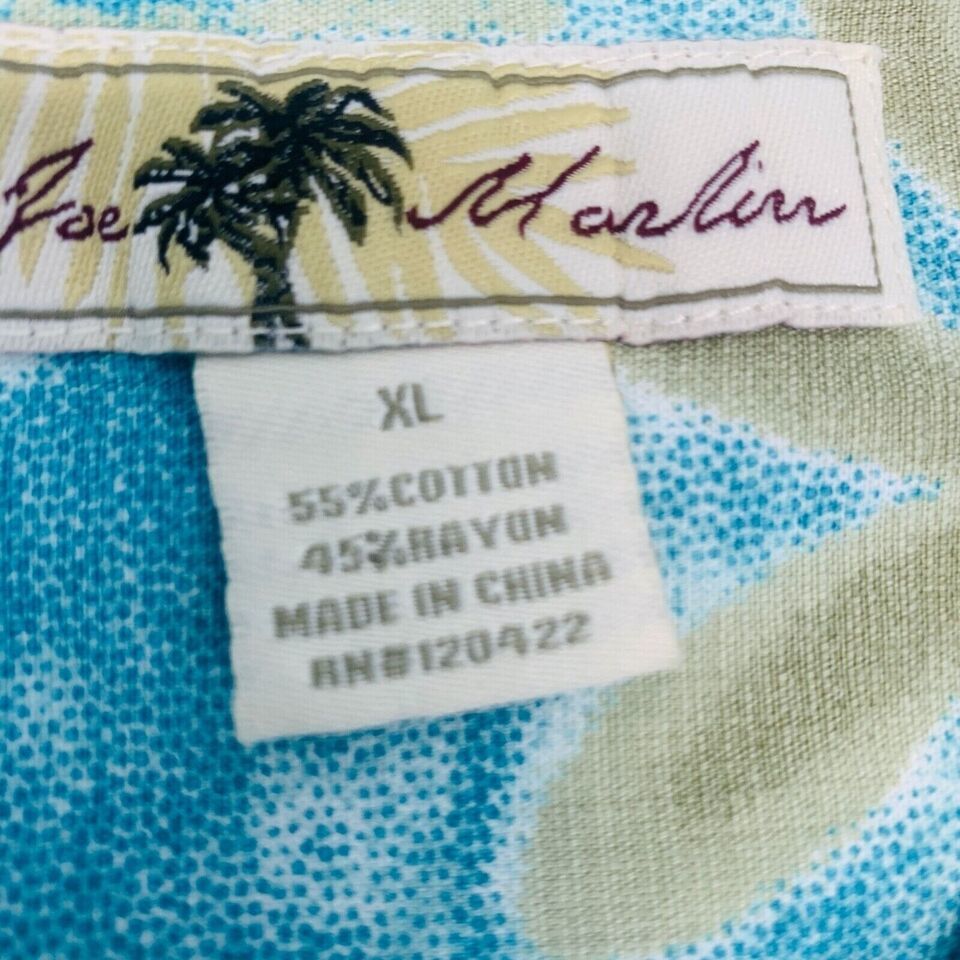 Joe Marlin
XL
55%COTTON
45%RAYON
MADE IN CHINA
RN#120422